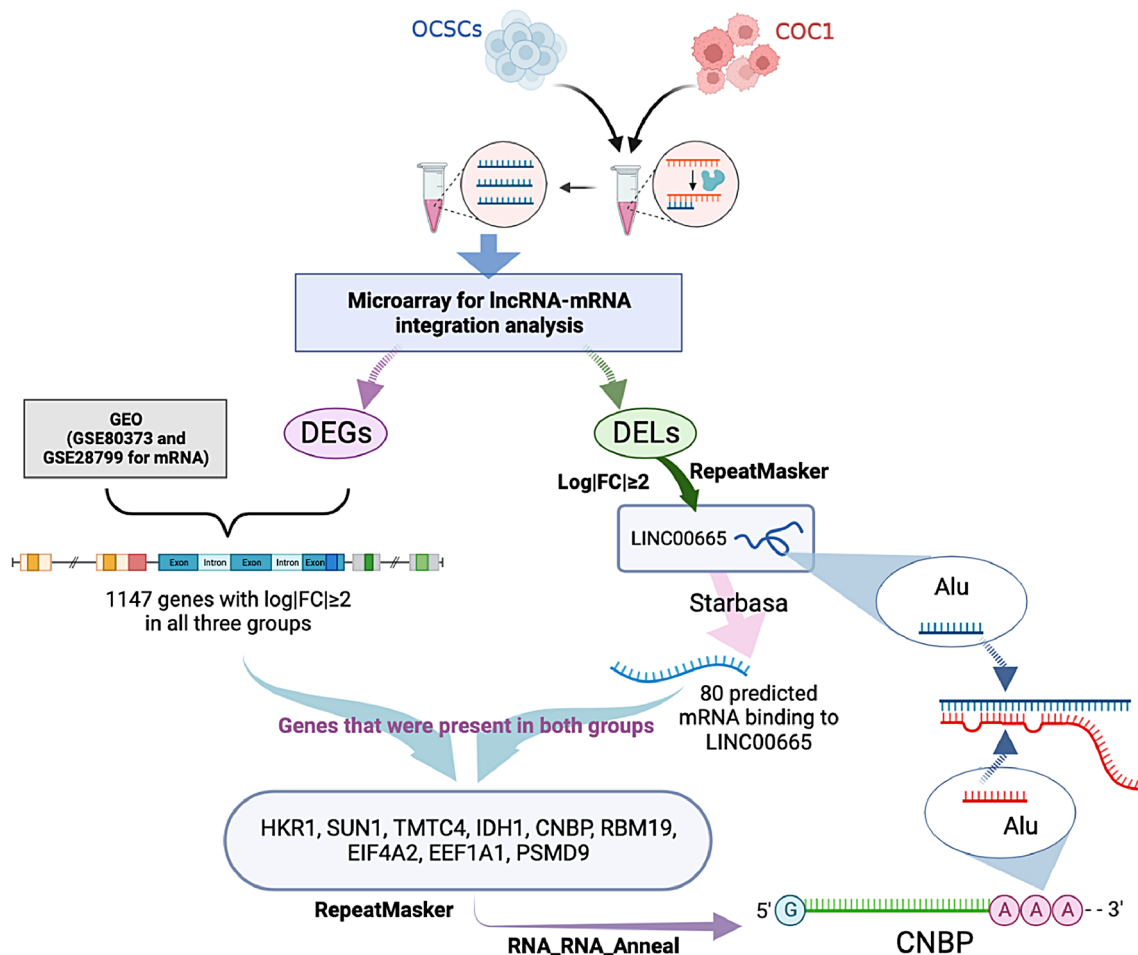 OCSCs
COC1
Microarray for lncRNA-mRNA
integration analysis
GEO
(GSE80373 and
GSE28799 for mRNA)
DEGs
DELs
Log|FC|≥2
RepeatMasker
LINC00665
Exon Intron Exon Intron Exon
1147 genes with log|FC|≥2
in all three groups
Starbasa
Alu
80 predicted
mRNA binding to
LINC00665
Genes that were present in both groups
HKR1, SUN1, TMTC4, IDH1, CNBP, RBM19,
EIF4A2, EEF1A1, PSMD9
Alu
RepeatMasker
RNA_RNA_Anneal
5' G A A A - - 3'
CNBP